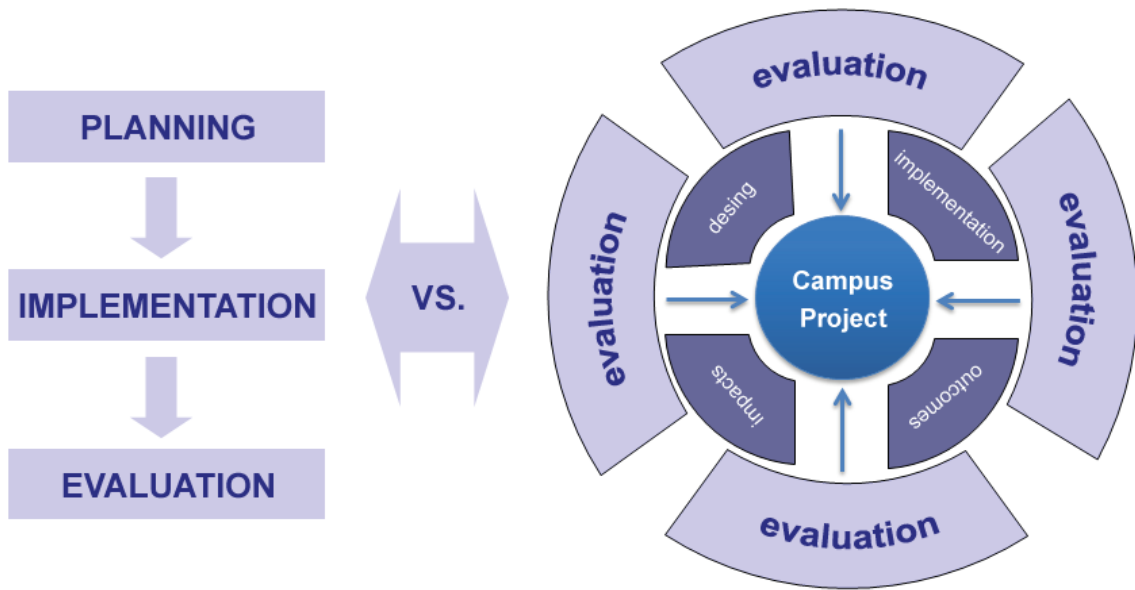 PLANNING
IMPLEMENTATION
EVALUATION
VS.
evaluation
evaluation
evaluation
evaluation
desing
implementation
outcomes
impacts
Campus
Project